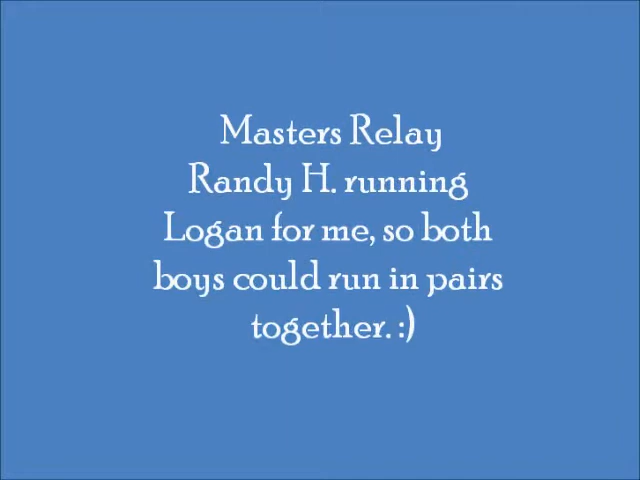 Masters Relay
Randy H. running
Logan for me, so both
boys could run in pairs
together. :)